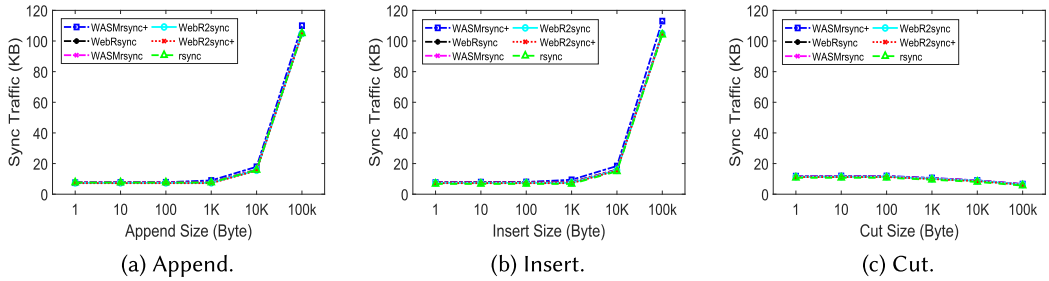 Sync Traffic (KB)
120
100
80
60
40
20
0
WASMrsync+ WebR2sync
WebRsync WebR2sync+
WASMrsync rsync
1 10 100 1K 10K 100k
Append Size (Byte)
(a) Append.
Sync Traffic (KB)
120
100
80
60
40
20
0
WASMrsync+ WebR2sync
WebRsync WebR2sync+
WASMrsync rsync
1 10 100 1K 10K 100k
Insert Size (Byte)
(b) Insert.
Sync Traffic (KB)
120
100
80
60
40
20
0
WASMrsync+ WebR2sync
WebRsync WebR2sync+
WASMrsync rsync
1 10 100 1K 10K 100k
Cut Size (Byte)
(c) Cut.